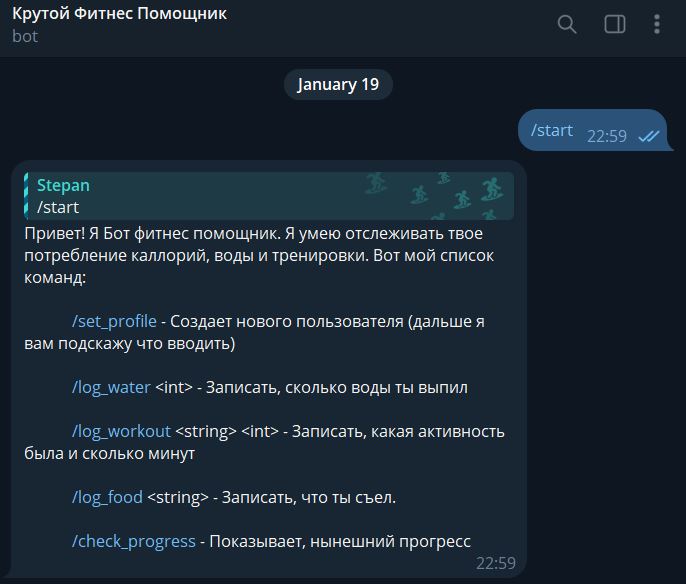 Крутой Фитнес Помощник
bot
January 19
/start 22:59
Stepan
/start
Привет! Я Бот фитнес помощник. Я умею отслеживать твое
потребление каллорий, воды и тренировки. Вот мой список
команд:
/set_profile - Создает нового пользователя (дальше я
вам подскажу что вводить)
/log_water <int> - Записать, сколько воды ты выпил
/log_workout <string> <int> - Записать, какая активность
была и сколько минут
/log_food <string> - Записать, что ты съел.
/check_progress - Показывает, нынешний прогресс
22:59